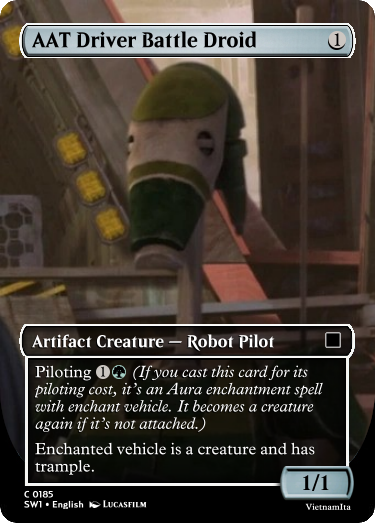 AAT Driver Battle Droid 1
Artifact Creature — Robot Pilot
Piloting 1 (If you cast this card for its
piloting cost, it's an Aura enchantment spell
with enchant vehicle. It becomes a creature
again if it's not attached.)
Enchanted vehicle is a creature and has
trample.
1/1
C 0185
SW1 • English LUCASFILM
VietnamIta